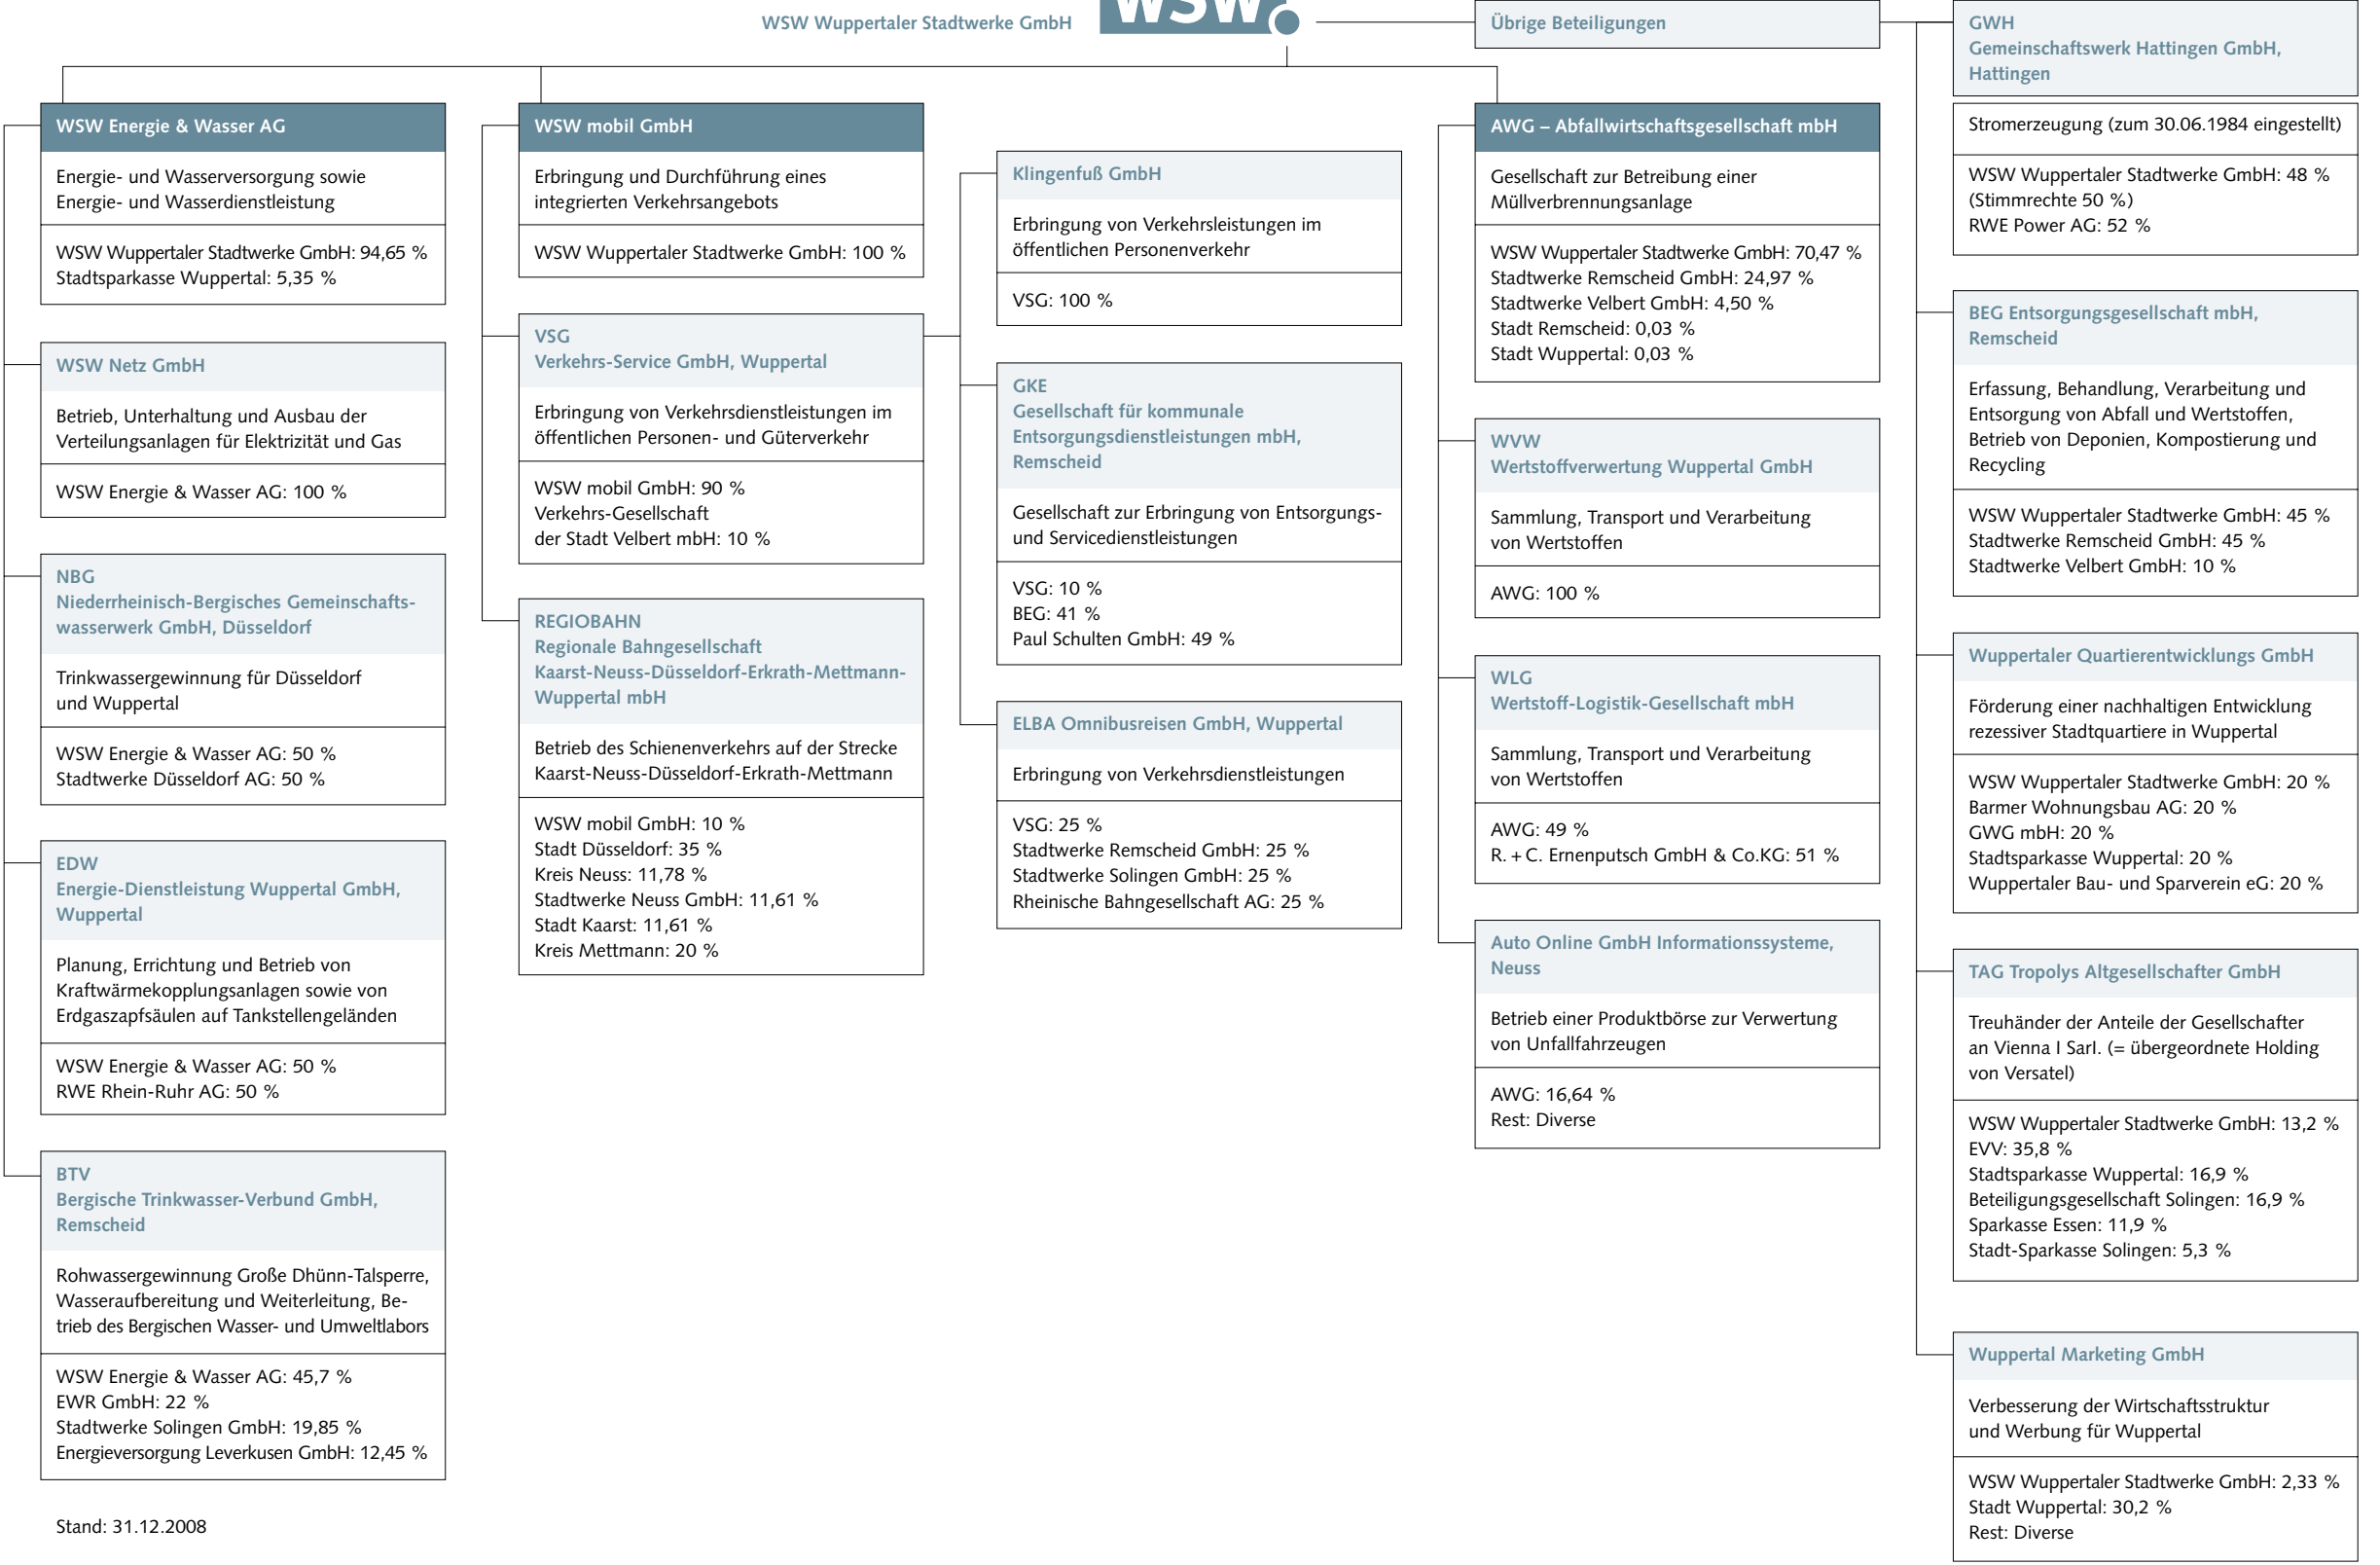 WSW Wuppertaler Stadtwerke GmbH
WSW.
Übrige Beteiligungen
WSW Energie & Wasser AG
Energie- und Wasserversorgung sowie
Energie- und Wasserdienstleistung
WSW Wuppertaler Stadtwerke GmbH: 94,65 %
Stadtsparkasse Wuppertal: 5,35 %
WSW Netz GmbH
Betrieb, Unterhaltung und Ausbau der
Verteilungsanlagen für Elektrizität und Gas
WSW Energie & Wasser AG: 100 %
NBG
Niederrheinisch-Bergisches Gemeinschafts-
wasserwerk GmbH, Düsseldorf
Trinkwassergewinnung für Düsseldorf
und Wuppertal
WSW Energie & Wasser AG: 50 %
Stadtwerke Düsseldorf AG: 50 %
EDW
Energie-Dienstleistung Wuppertal GmbH,
Wuppertal
Planung, Errichtung und Betrieb von
Kraftwärmekopplungsanlagen sowie von
Erdgaszapfsäulen auf Tankstellengeländen
WSW Energie & Wasser AG: 50 %
RWE Rhein-Ruhr AG: 50 %
BTV
Bergische Trinkwasser-Verbund GmbH,
Remscheid
Rohwassergewinnung Große Dhünn-Talsperre,
Wasseraufbereitung und Weiterleitung, Be-
trieb des Bergischen Wasser- und Umweltlabors
WSW Energie & Wasser AG: 45,7 %
EWR GmbH: 22 %
Stadtwerke Solingen GmbH: 19,85 %
Energieversorgung Leverkusen GmbH: 12,45 %
Stand: 31.12.2008
WSW mobil GmbH
Erbringung und Durchführung eines
integrierten Verkehrsangebots
WSW Wuppertaler Stadtwerke GmbH: 100 %
VSG
Verkehrs-Service GmbH, Wuppertal
Erbringung von Verkehrsdienstleistungen im
öffentlichen Personen- und Güterverkehr
WSW mobil GmbH: 90 %
Verkehrs-Gesellschaft
der Stadt Velbert mbH: 10 %
REGIOBAHN
Regionale Bahngesellschaft
Kaarst-Neuss-Düsseldorf-Erkrath-Mettmann-
Wuppertal mbH
Betrieb des Schienenverkehrs auf der Strecke
Kaarst-Neuss-Düsseldorf-Erkrath-Mettmann
WSW mobil GmbH: 10 %
Stadt Düsseldorf: 35 %
Kreis Neuss: 11,78 %
Stadtwerke Neuss GmbH: 11,61 %
Stadt Kaarst: 11,61 %
Kreis Mettmann: 20 %
Klingenfuß GmbH
Erbringung von Verkehrsleistungen im
öffentlichen Personenverkehr
VSG: 100 %
GKE
Gesellschaft für kommunale
Entsorgungsdienstleistungen mbH,
Remscheid
Gesellschaft zur Erbringung von Entsorgungs-
und Servicedienstleistungen
VSG: 10 %
BEG: 41 %
Paul Schulten GmbH: 49 %
ELBA Omnibusreisen GmbH, Wuppertal
Erbringung von Verkehrsdienstleistungen
VSG: 25 %
Stadtwerke Remscheid GmbH: 25 %
Stadtwerke Solingen GmbH: 25 %
Rheinische Bahngesellschaft AG: 25 %
AWG – Abfallwirtschaftsgesellschaft mbH
Gesellschaft zur Betreibung einer
Müllverbrennungsanlage
WSW Wuppertaler Stadtwerke GmbH: 70,47 %
Stadtwerke Remscheid GmbH: 24,97 %
Stadtwerke Velbert GmbH: 4,50 %
Stadt Remscheid: 0,03 %
Stadt Wuppertal: 0,03 %
WVW
Wertstoffverwertung Wuppertal GmbH
Sammlung, Transport und Verarbeitung
von Wertstoffen
AWG: 100 %
WLG
Wertstoff-Logistik-Gesellschaft mbH
Sammlung, Transport und Verarbeitung
von Wertstoffen
AWG: 49 %
R. + C. Ernenputsch GmbH & Co.KG: 51 %
Auto Online GmbH Informationssysteme,
Neuss
Betrieb einer Produktbörse zur Verwertung
von Unfallfahrzeugen
AWG: 16,64 %
Rest: Diverse
GWH
Gemeinschaftswerk Hattingen GmbH,
Hattingen
Stromerzeugung (zum 30.06.1984 eingestellt)
WSW Wuppertaler Stadtwerke GmbH: 48 %
(Stimmrechte 50 %)
RWE Power AG: 52 %
BEG Entsorgungsgesellschaft mbH,
Remscheid
Erfassung, Behandlung, Verarbeitung und
Entsorgung von Abfall und Wertstoffen,
Betrieb von Deponien, Kompostierung und
Recycling
WSW Wuppertaler Stadtwerke GmbH: 45 %
Stadtwerke Remscheid GmbH: 45 %
Stadtwerke Velbert GmbH: 10 %
Wuppertaler Quartierentwicklungs GmbH
Förderung einer nachhaltigen Entwicklung
rezessiver Stadtquartiere in Wuppertal
WSW Wuppertaler Stadtwerke GmbH: 20 %
Barmer Wohnungsbau AG: 20 %
GWG mbH: 20 %
Stadtsparkasse Wuppertal: 20 %
Wuppertaler Bau- und Sparverein eG: 20 %
TAG Tropolys Altgesellschafter GmbH
Treuhänder der Anteile der Gesellschafter
an Vienna I Sarl. (= übergeordnete Holding
von Versatel)
WSW Wuppertaler Stadtwerke GmbH: 13,2 %
EVV: 35,8 %
Stadtsparkasse Wuppertal: 16,9 %
Beteiligungsgesellschaft Solingen: 16,9 %
Sparkasse Essen: 11,9 %
Stadt-Sparkasse Solingen: 5,3 %
Wuppertal Marketing GmbH
Verbesserung der Wirtschaftsstruktur
und Werbung für Wuppertal
WSW Wuppertaler Stadtwerke GmbH: 2,33 %
Stadt Wuppertal: 30,2 %
Rest: Diverse